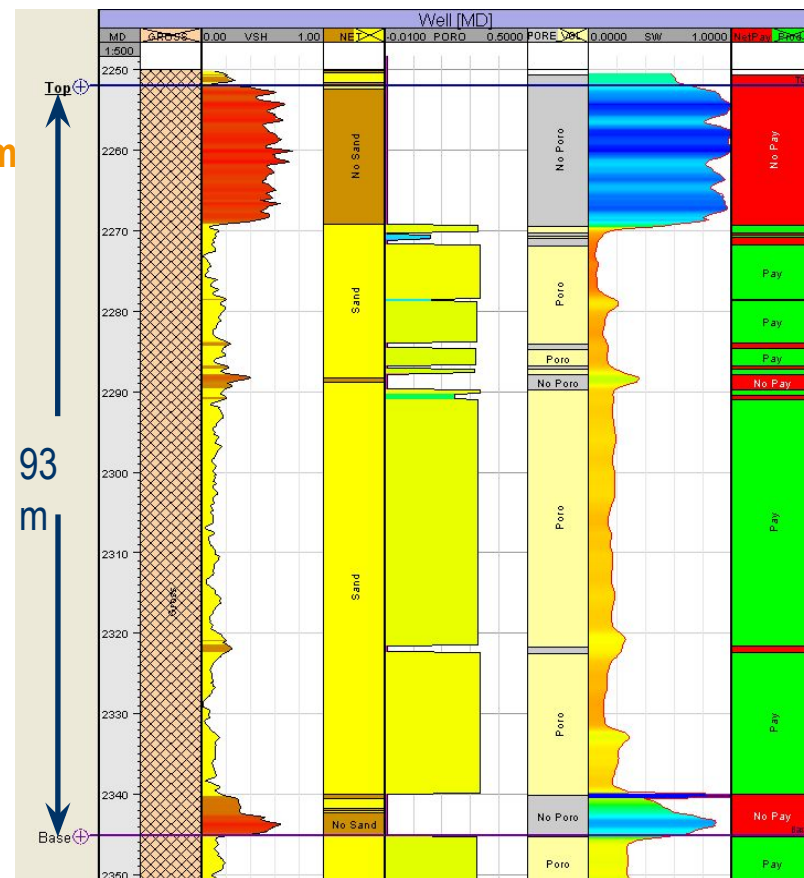 Well [MD]
MD GROSS 0.00 VSH 1.00 NET -0.0100 PORO 0.5000 PORE_VOL 0.0000 SW 1.0000 NetPay
1:500
2250
Top
m
2260
No Sand
No Poro
No Pay
2270
Sand
Poro
Pay
2280
Pay
Poro
Pay
2290
No Poro
No Pay
93
m
2300
Poro
Pay
2310
Sand
Gross
2320
2330
Poro
Pay
2340
No Sand
No Poro
No Pay
Base
2350
Poro
Pay